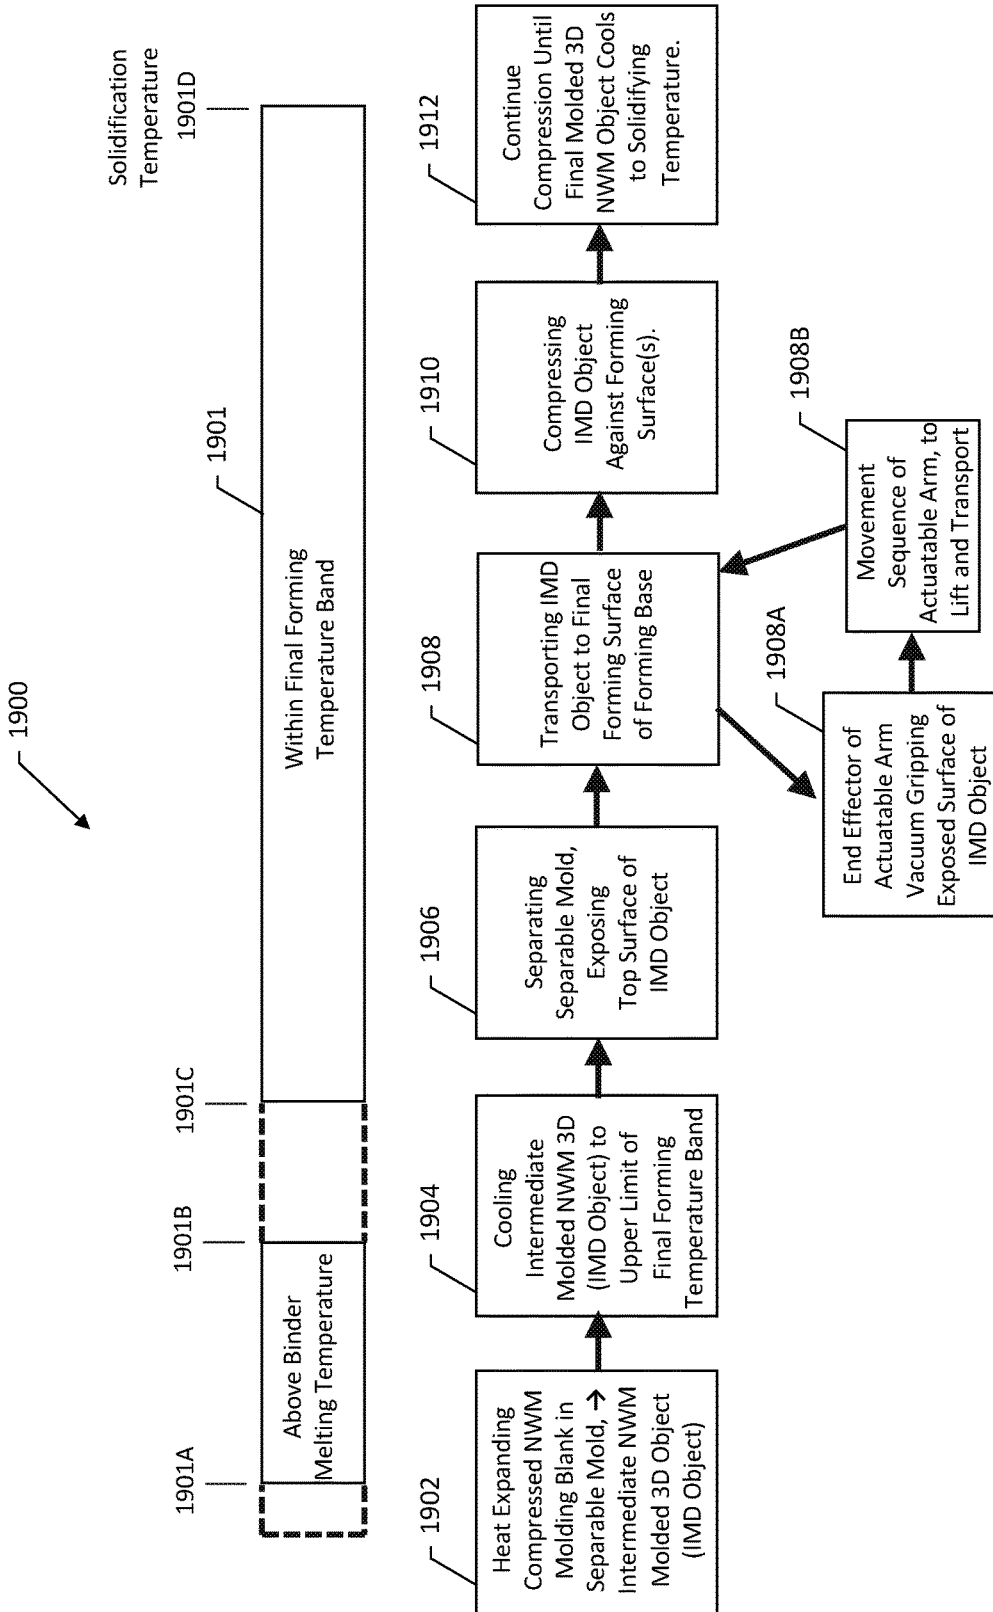 1900
Solidification
Temperature
1901A
1901B
1901C
1901D
1901
Above Binder
Melting Temperature
Within Final Forming
Temperature Band
1902
Heat Expanding
Compressed NWM
Molding Blank in
Separable Mold, →
Intermediate NWM
Molded 3D Object
(IMD Object)
1904
Cooling
Intermediate
Molded NWM 3D
(IMD Object) to
Upper Limit of
Final Forming
Temperature Band
1906
Separating
Separable Mold,
Exposing
Top Surface of
IMD Object
1908
Transporting IMD
Object to Final
Forming Surface
of Forming Base
1910
Compressing
IMD Object
Against Forming
Surface(s).
1912
Continue
Compression Until
Final Molded 3D
NWM Object Cools
to Solidifying
Temperature.
1908A
End Effector of
Actuatable Arm
Vacuum Gripping
Exposed Surface of
IMD Object
1908B
Movement
Sequence of
Actuatable Arm, to
Lift and Transport